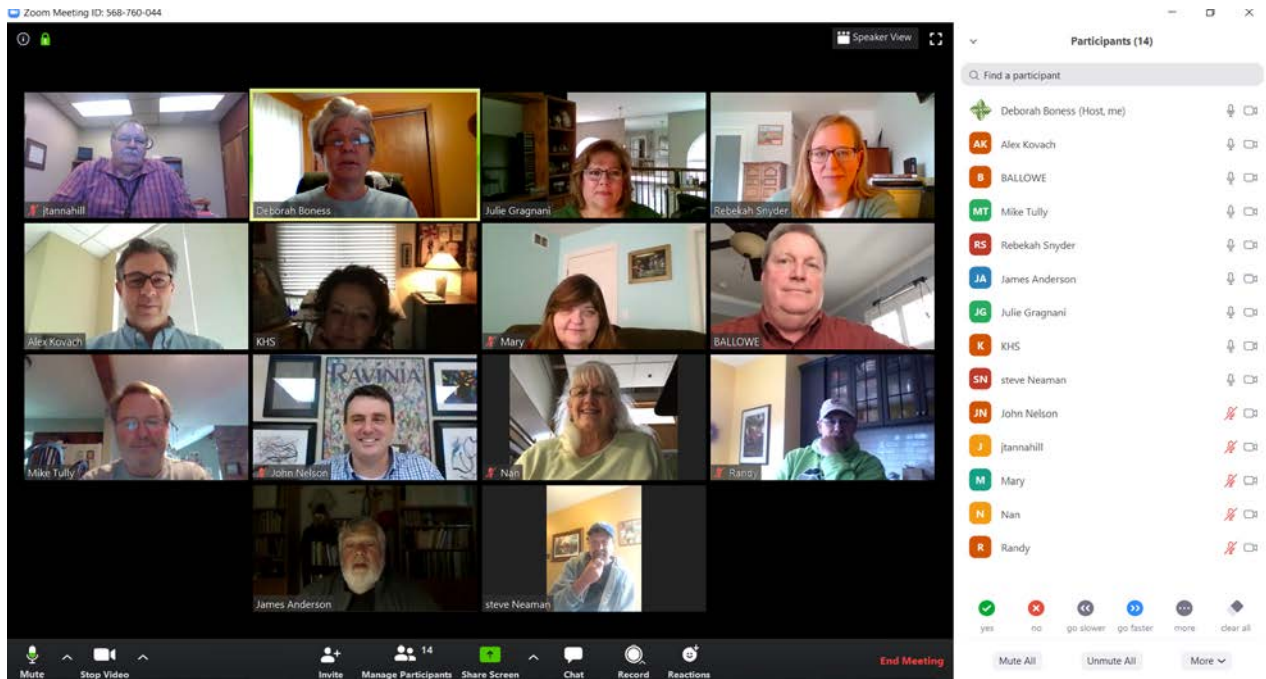 Zoom Meeting ID: 568-760-044
Speaker View
jtannahill
Deborah Boness
Julie Gragnani
Rebekah Snyder
Alex Kovach
KHS
Mary
BALLOWE
Mike Tully
RAVINIA
John Nelson
Nan
Randy
James Anderson
steve Neaman
Mute
Stop Video
Invite
14
Manage Participants
Share Screen
Chat
Record
Reactions
End Meeting
Participants (14)
Find a participant
Deborah Boness (Host, me)
AK Alex Kovach
B BALLOWE
MT Mike Tully
RS Rebekah Snyder
JA James Anderson
JG Julie Gragnani
K KHS
SN steve Neaman
JN John Nelson
J jtannahill
M Mary
N Nan
R Randy
yes no go slower go faster more clear all
Mute All Unmute All More